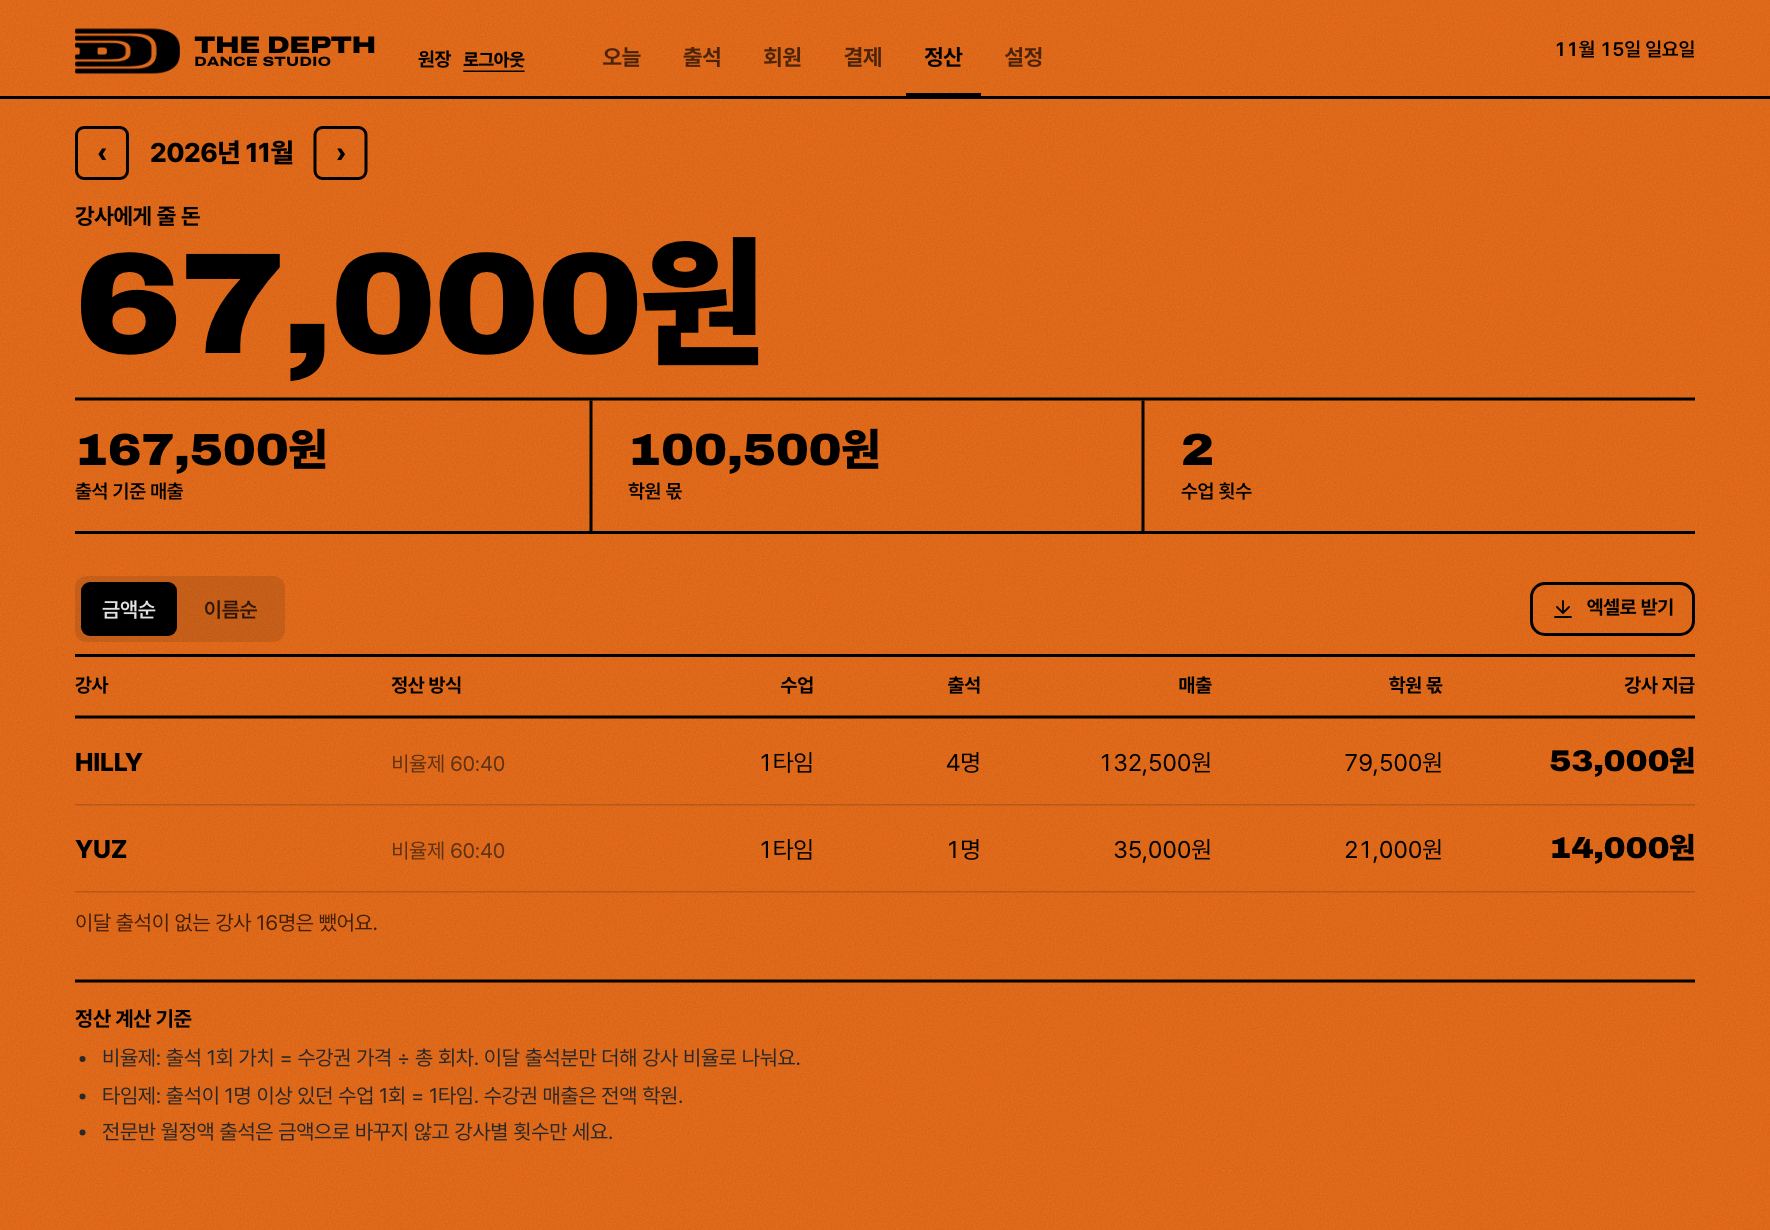 THE DEPTH
DANCE STUDIO
원장 로그아웃 오늘 출석 회원 결제 정산 설정 11월 15일 일요일
‹ 2026년 11월 ›
강사에게 줄 돈
67,000원
167,500원 100,500원 2
출석 기준 매출 학원 몫 수업 횟수
금액순 이름순 엑셀로 받기
강사 정산 방식 수업 출석 매출 학원 몫 강사 지급
HILLY 비율제 60:40 1타임 4명 132,500원 79,500원 53,000원
YUZ 비율제 60:40 1타임 1명 35,000원 21,000원 14,000원
이달 출석이 없는 강사 16명은 뺐어요.
정산 계산 기준
• 비율제: 출석 1회 가치 = 수강권 가격 ÷ 총 회차. 이달 출석분만 더해 강사 비율로 나눠요.
• 타임제: 출석이 1명 이상 있던 수업 1회 = 1타임. 수강권 매출은 전액 학원.
• 전문반 월정액 출석은 금액으로 바꾸지 않고 강사별 횟수만 세요.